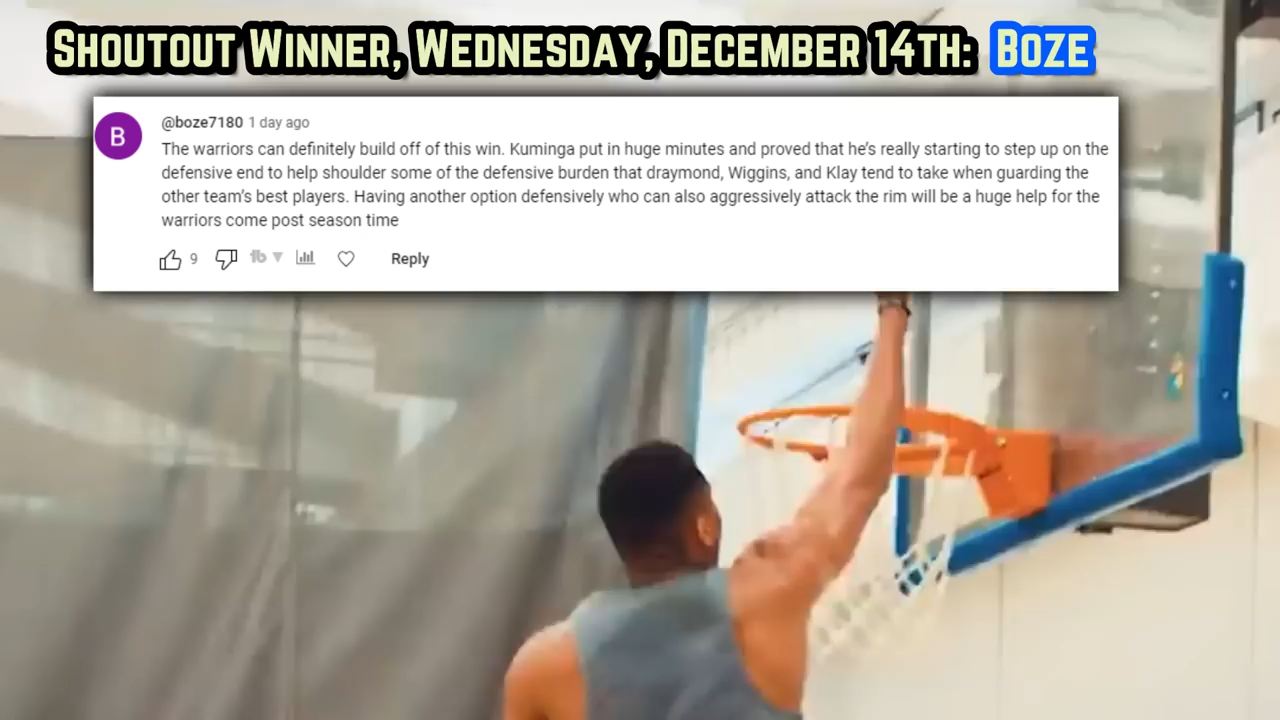 Shoutout Winner, Wednesday, December 14th: Boze
B
@boze7180 1 day ago
The warriors can definitely build off of this win. Kuminga put in huge minutes and proved that he's really starting to step up on the
defensive end to help shoulder some of the defensive burden that draymond, Wiggins, and Klay tend to take when guarding the
other team's best players. Having another option defensively who can also aggressively attack the rim will be a huge help for the
warriors come post season time
9
Reply